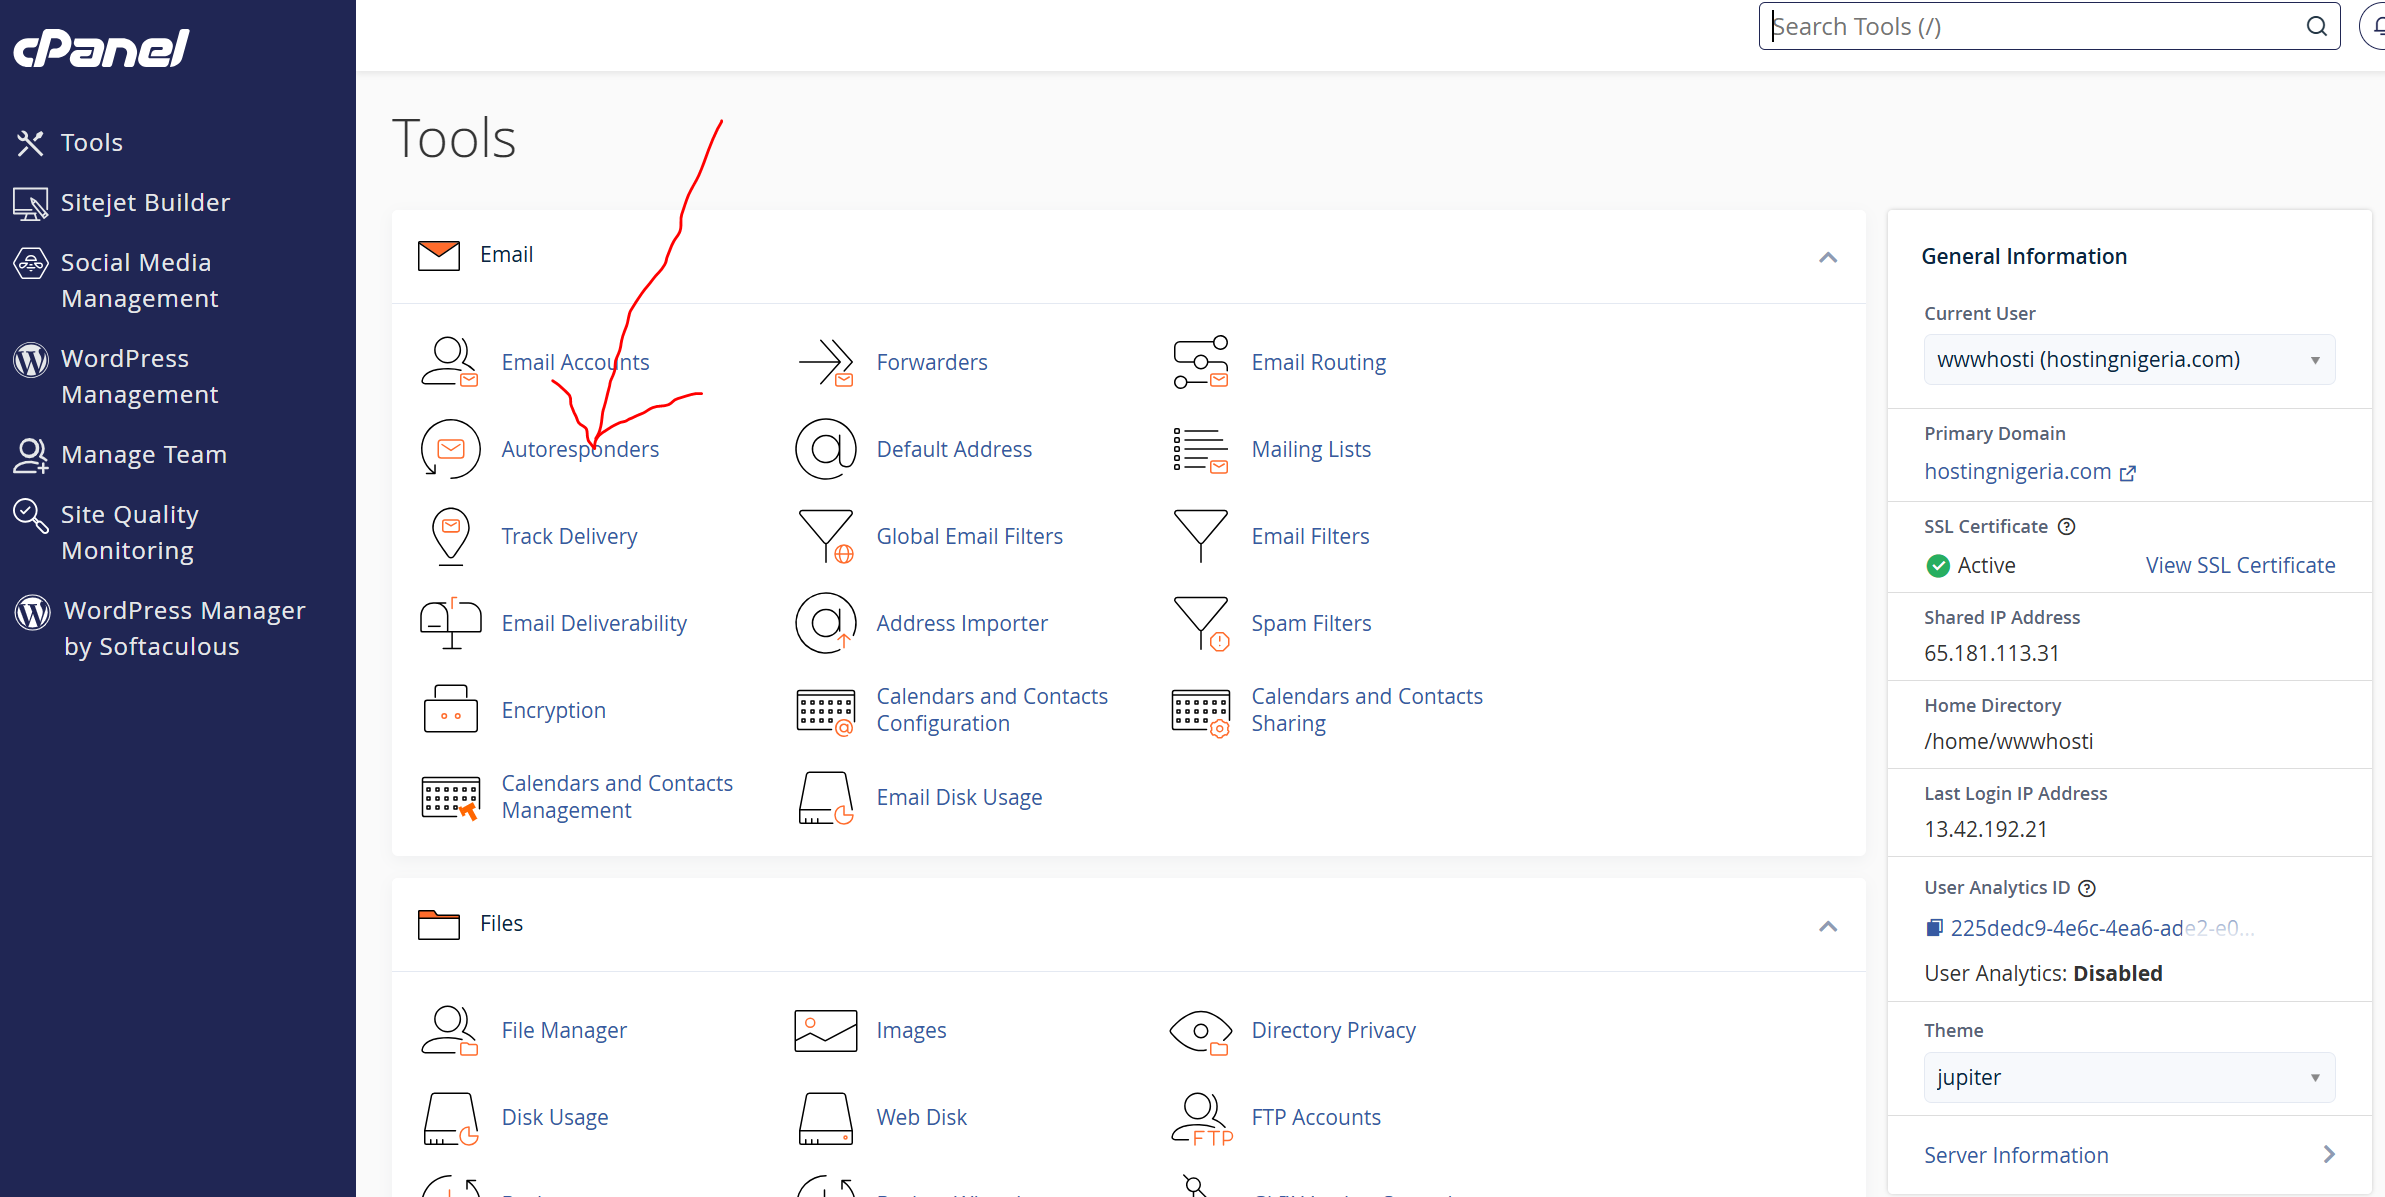 cPanel
Search Tools (/)
Tools
Sitejet Builder
Social Media
Management
WordPress
Management
Manage Team
Site Quality
Monitoring
WordPress Manager
by Softaculous
Tools
Email
Email Accounts
Forwarders
Email Routing
Autoresponders
Default Address
Mailing Lists
Track Delivery
Global Email Filters
Email Filters
Email Deliverability
Address Importer
Spam Filters
Encryption
Calendars and Contacts
Configuration
Calendars and Contacts
Sharing
Calendars and Contacts
Management
Email Disk Usage
Files
File Manager
Images
Directory Privacy
Disk Usage
Web Disk
FTP Accounts
FTP
General Information
Current User
wwwhosti (hostingnigeria.com)
Primary Domain
hostingnigeria.com
SSL Certificate
Active
View SSL Certificate
Shared IP Address
65.181.113.31
Home Directory
/home/wwwhosti
Last Login IP Address
13.42.192.21
User Analytics ID
225dedc9-4e6c-4ea6-ade2-e0...
User Analytics: Disabled
Theme
jupiter
Server Information